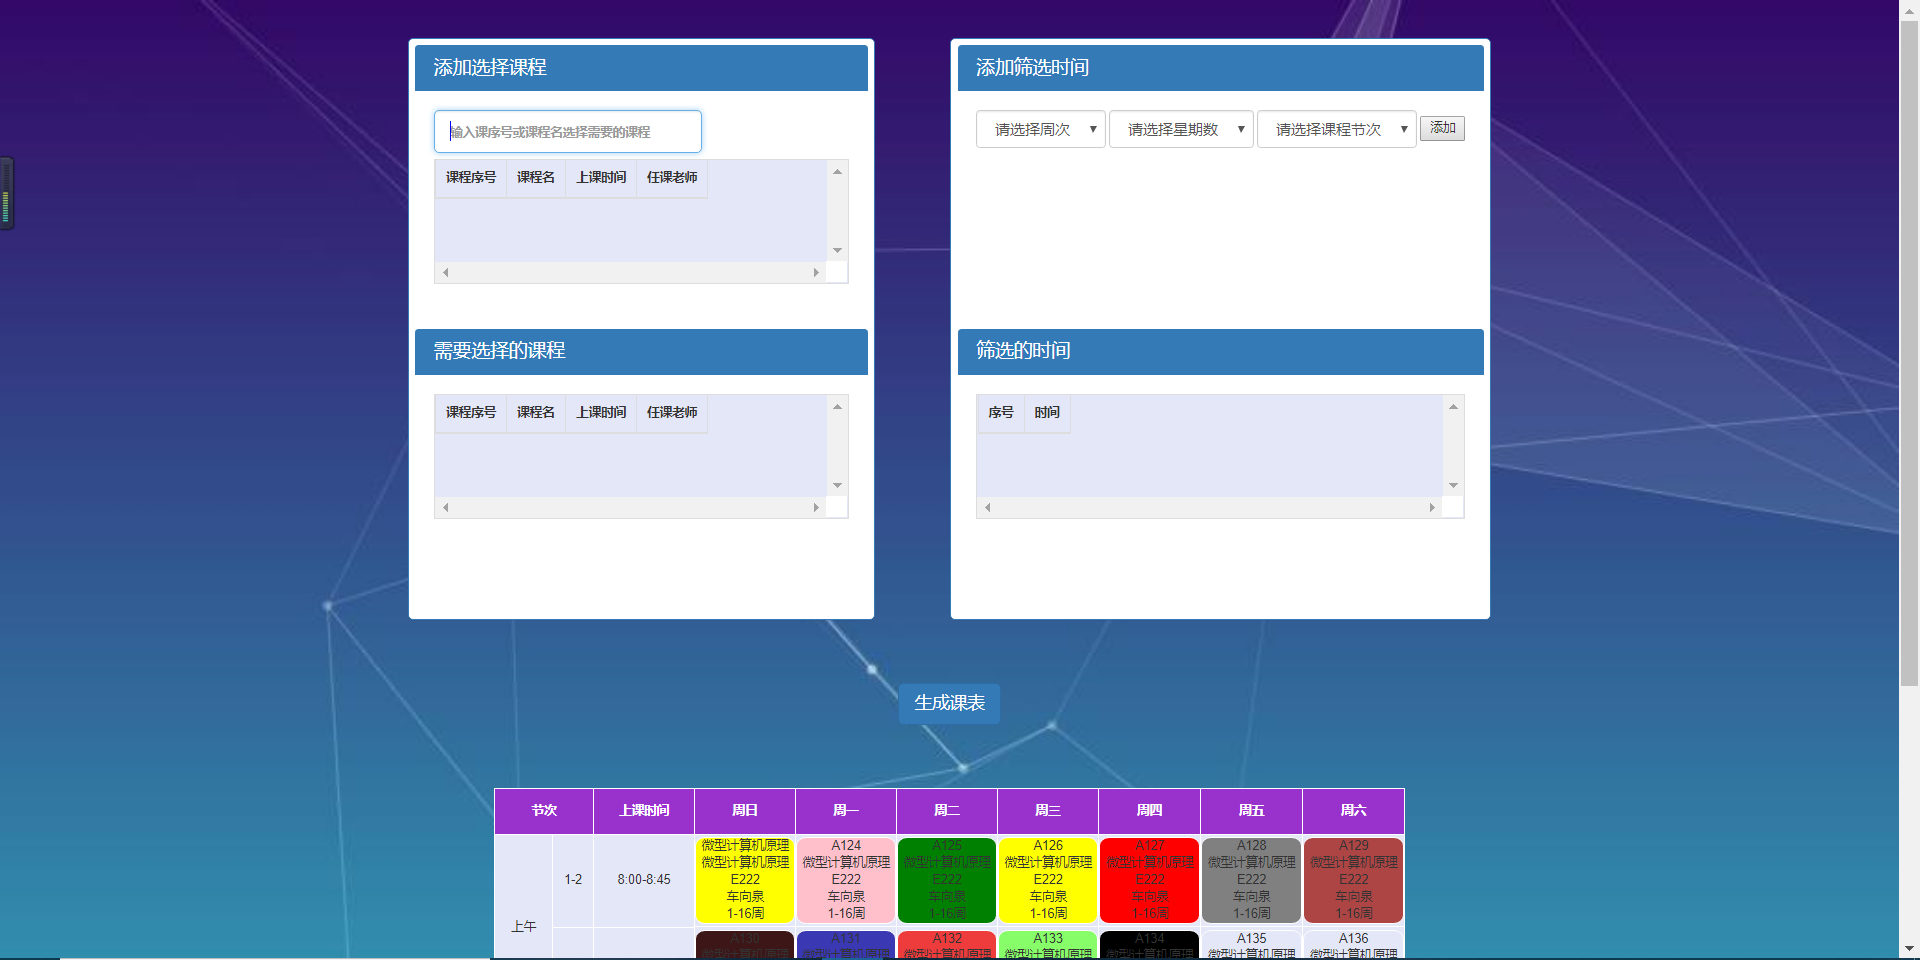 添加选择课程
输入课序号或课程名选择需要的课程
课程序号 课程名 上课时间 任课老师
需要选择的课程
课程序号 课程名 上课时间 任课老师
添加筛选时间
请选择周次 请选择星期数 请选择课程节次 添加
筛选的时间
序号 时间
生成课表
节次 上课时间 周日 周一 周二 周三 周四 周五 周六
上午
1-2 8:00-8:45
微型计算机原理
微型计算机原理
E222
车向泉
1-16周
A124
微型计算机原理
E222
车向泉
1-16周
A125
微型计算机原理
E222
车向泉
1-16周
A126
微型计算机原理
E222
车向泉
1-16周
A127
微型计算机原理
E222
车向泉
1-16周
A128
微型计算机原理
E222
车向泉
1-16周
A129
微型计算机原理
E222
车向泉
1-16周
A130
微型计算机原理
A131
微型计算机原理
A132
微型计算机原理
A133
微型计算机原理
A134
微型计算机原理
A135
微型计算机原理
A136
微型计算机原理